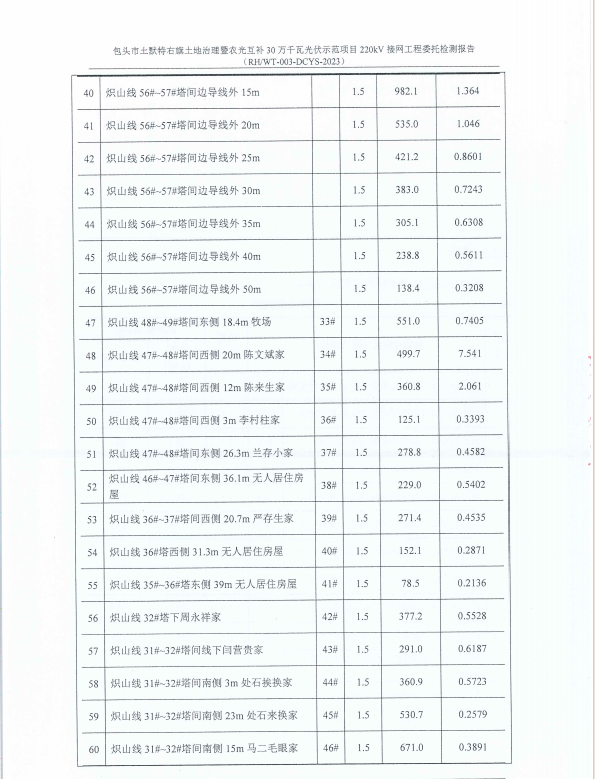 包头市土默特右旗土地治理暨农光互补 30 万千瓦光伏示范项目 220kV 接网工程委托检测报告
（RH/WT-003-DCYS-2023）
40 炽山线 56#~57#塔间边导线外 15m 1.5 982.1 1.364
41 炽山线 56#~57#塔间边导线外 20m 1.5 535.0 1.046
42 炽山线 56#~57#塔间边导线外 25m 1.5 421.2 0.8601
43 炽山线 56#~57#塔间边导线外 30m 1.5 383.0 0.7243
44 炽山线 56#~57#塔间边导线外 35m 1.5 305.1 0.6308
45 炽山线 56#~57#塔间边导线外 40m 1.5 238.8 0.5611
46 炽山线 56#~57#塔间边导线外 50m 1.5 138.4 0.3208
47 炽山线 48#~49#塔间东侧 18.4m 牧场 33# 1.5 551.0 0.7405
48 炽山线 47#~48#塔间西侧 20m 陈文斌家 34# 1.5 499.7 7.541
49 炽山线 47#~48#塔间西侧 12m 陈来生家 35# 1.5 360.8 2.061
50 炽山线 47#~48#塔间西侧 3m 李村柱家 36# 1.5 125.1 0.3393
51 炽山线 47#~48#塔间东侧 26.3m 兰存小家 37# 1.5 278.8 0.4582
52 炽山线 46#~47#塔间东侧 36.1m 无人居住房
屋 38# 1.5 229.0 0.5402
53 炽山线 36#~37#塔间西侧 20.7m 严存生家 39# 1.5 271.4 0.4535
54 炽山线 36#塔西侧 31.3m 无人居住房屋 40# 1.5 152.1 0.2871
55 炽山线 35#~36#塔东侧 39m 无人居住房屋 41# 1.5 78.5 0.2136
56 炽山线 32#塔下周永祥家 42# 1.5 377.2 0.5528
57 炽山线 31#~32#塔间线下闫营贵家 43# 1.5 291.0 0.6187
58 炽山线 31#~32#塔间南侧 3m 处石挨换家 44# 1.5 360.9 0.5723
59 炽山线 31#~32#塔间南侧 23m 处石来换家 45# 1.5 530.7 0.2579
60 炽山线 31#~32#塔间南侧 15m 马二毛眼家 46# 1.5 671.0 0.3891